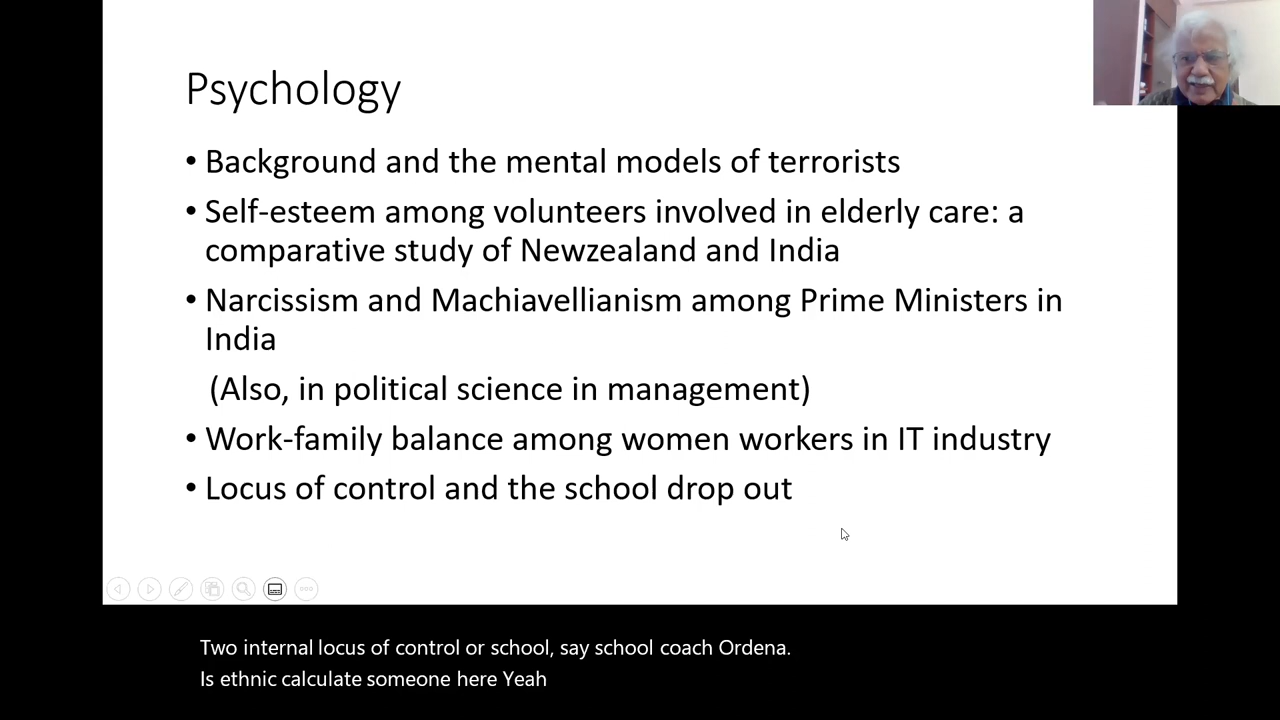 Psychology
• Background and the mental models of terrorists
• Self-esteem among volunteers involved in elderly care: a
comparative study of Newzealand and India
• Narcissism and Machiavellianism among Prime Ministers in
India
(Also, in political science in management)
• Work-family balance among women workers in IT industry
• Locus of control and the school drop out
Two internal locus of control or school, say school coach Ordena.
Is ethnic calculate someone here Yeah